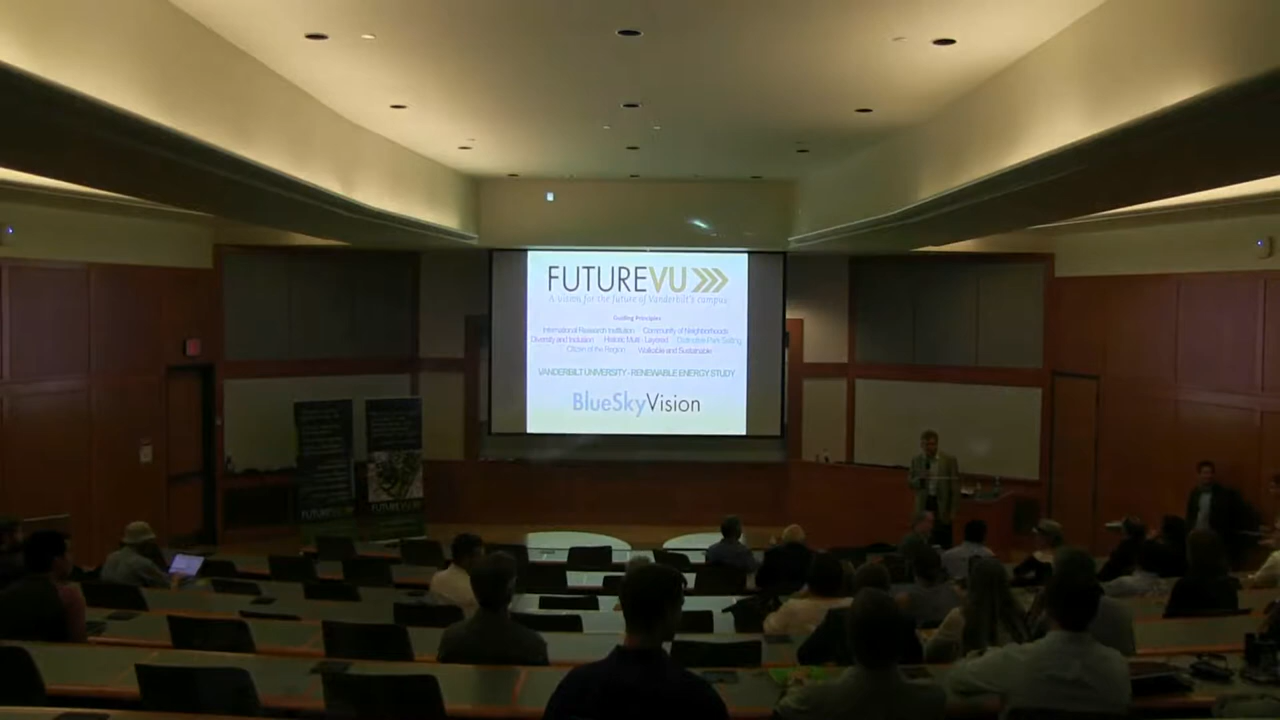 FUTUREVU
A vision for the future of Vanderbilt's campus
Guiding Principles
International Research Institution Community of Neighborhoods
Diversity and Inclusion Historic Multi-Layered Distinctive Park Setting
Citizen of the Region Walkable and Sustainable
VANDERBILT UNIVERSITY - RENEWABLE ENERGY STUDY
BlueSkyVision
FUTUREVU
FUTUREVU